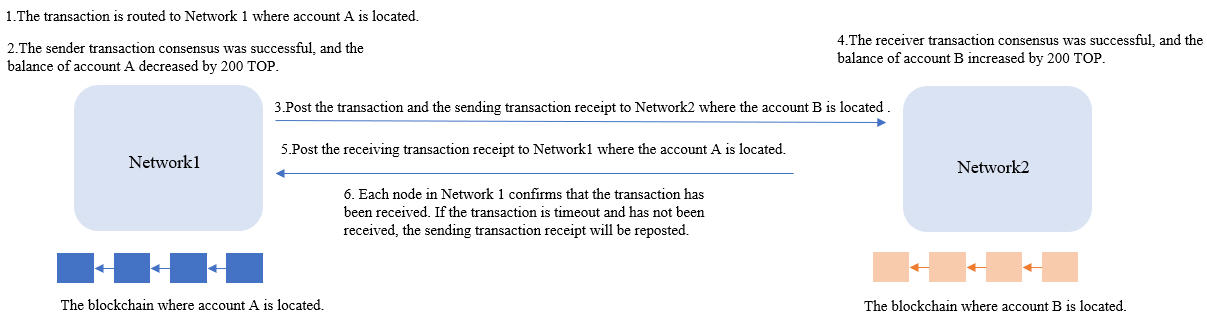 1.The transaction is routed to Network 1 where account A is located.
2.The sender transaction consensus was successful, and the
balance of account A decreased by 200 TOP.
3.Post the transaction and the sending transaction receipt to Network2 where the account B is located .
4.The receiver transaction consensus was successful, and the
balance of account B increased by 200 TOP.
5.Post the receiving transaction receipt to Network1 where the account A is located.
6. Each node in Network 1 confirms that the transaction has
been received. If the transaction is timeout and has not been
received, the sending transaction receipt will be reposted.
Network1
Network2
The blockchain where account A is located.
The blockchain where account B is located.